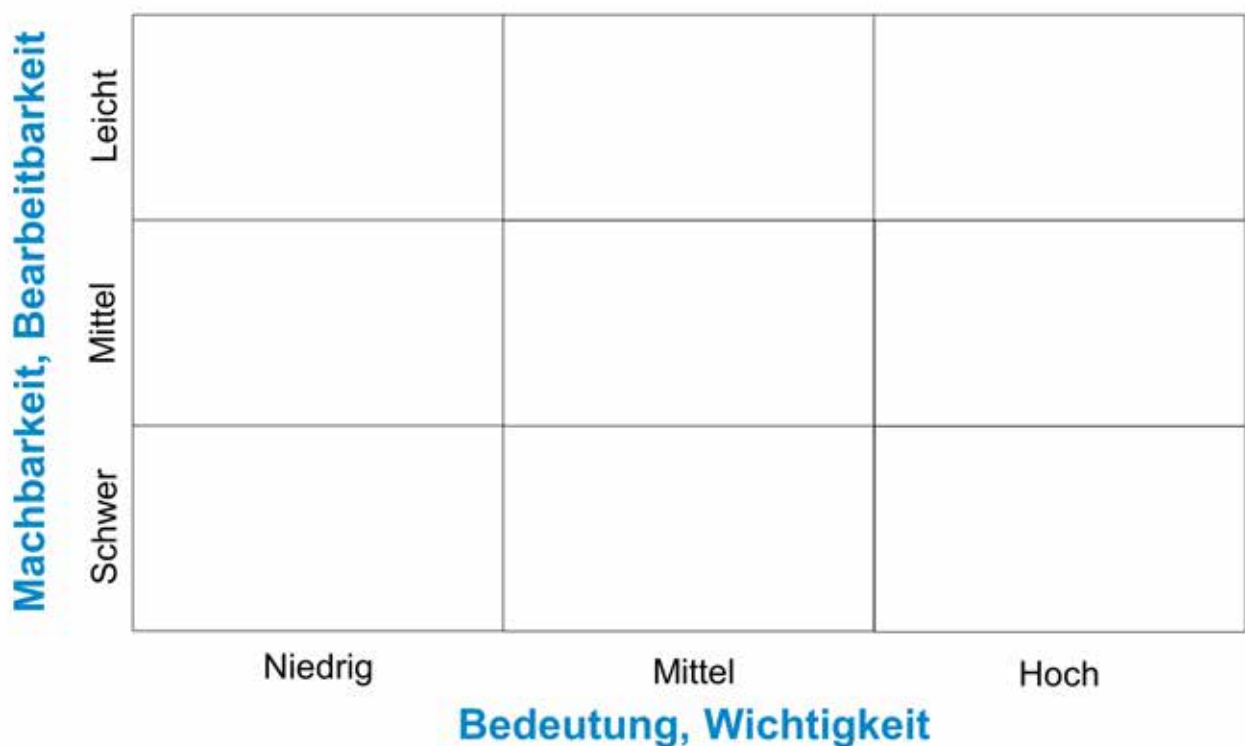 Machbarkeit, Bearbeitbarkeit
Leicht
Mittel
Schwer
Niedrig
Mittel
Hoch
Bedeutung, Wichtigkeit